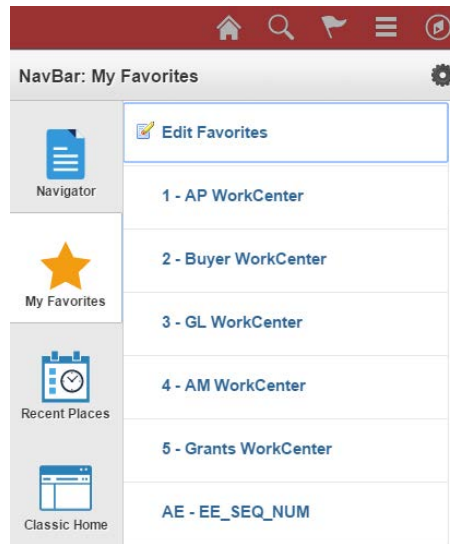 NavBar: My Favorites
Navigator
My Favorites
Recent Places
Classic Home
Edit Favorites
1 - AP WorkCenter
2 - Buyer WorkCenter
3 - GL WorkCenter
4 - AM WorkCenter
5 - Grants WorkCenter
AE - EE_SEQ_NUM